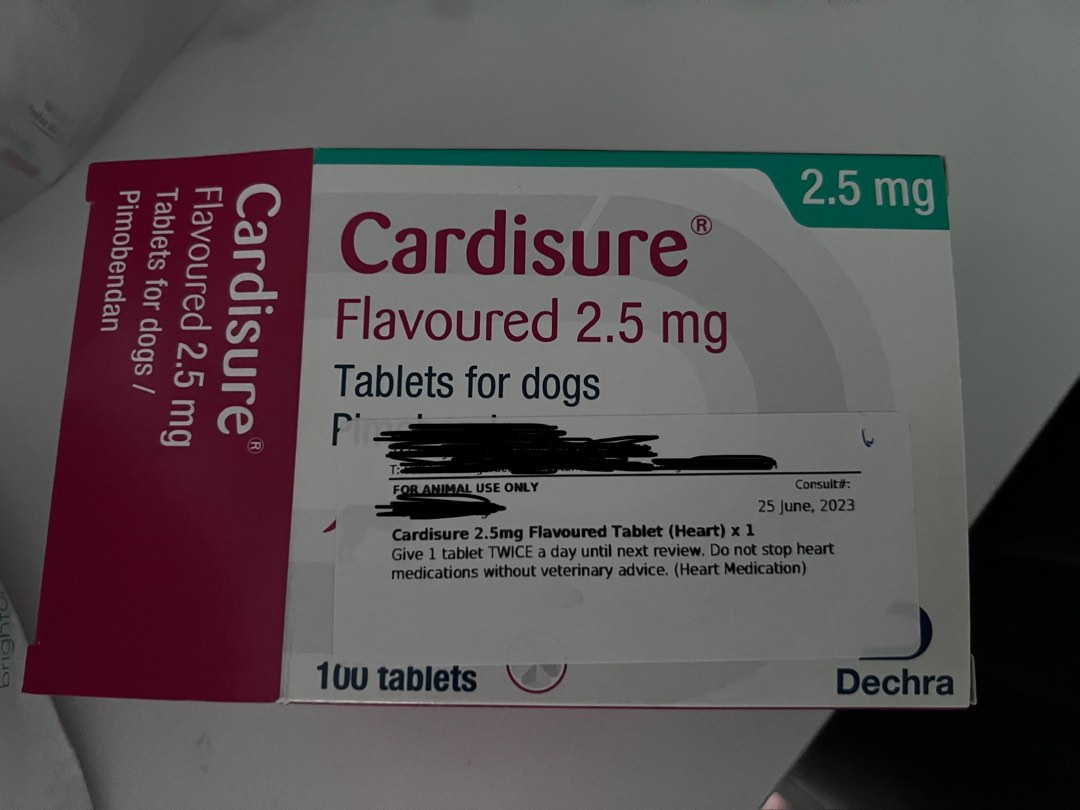 Cardisure®
Flavoured 2.5 mg
Tablets for dogs /
Pimobendan
2.5 mg
Cardisure®
Flavoured 2.5 mg
Tablets for dogs
T:
FOR ANIMAL USE ONLY
Consult#:
25 June, 2023
Cardisure 2.5mg Flavoured Tablet (Heart) x 1
Give 1 tablet TWICE a day until next review. Do not stop heart
medications without veterinary advice. (Heart Medication)
100 tablets
Dechra